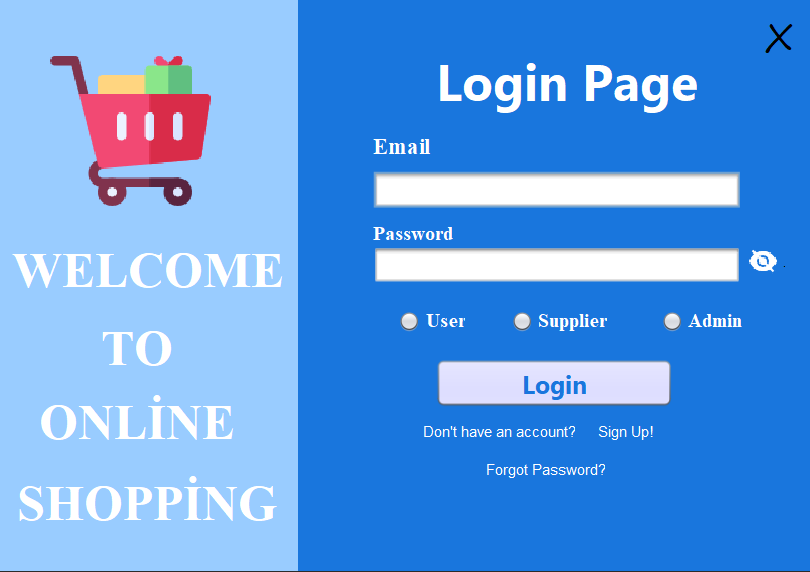 WELCOME
TO
ONLİNE
SHOPPİNG
Login Page
Email
Password
User Supplier Admin
Login
Don't have an account? Sign Up!
Forgot Password?